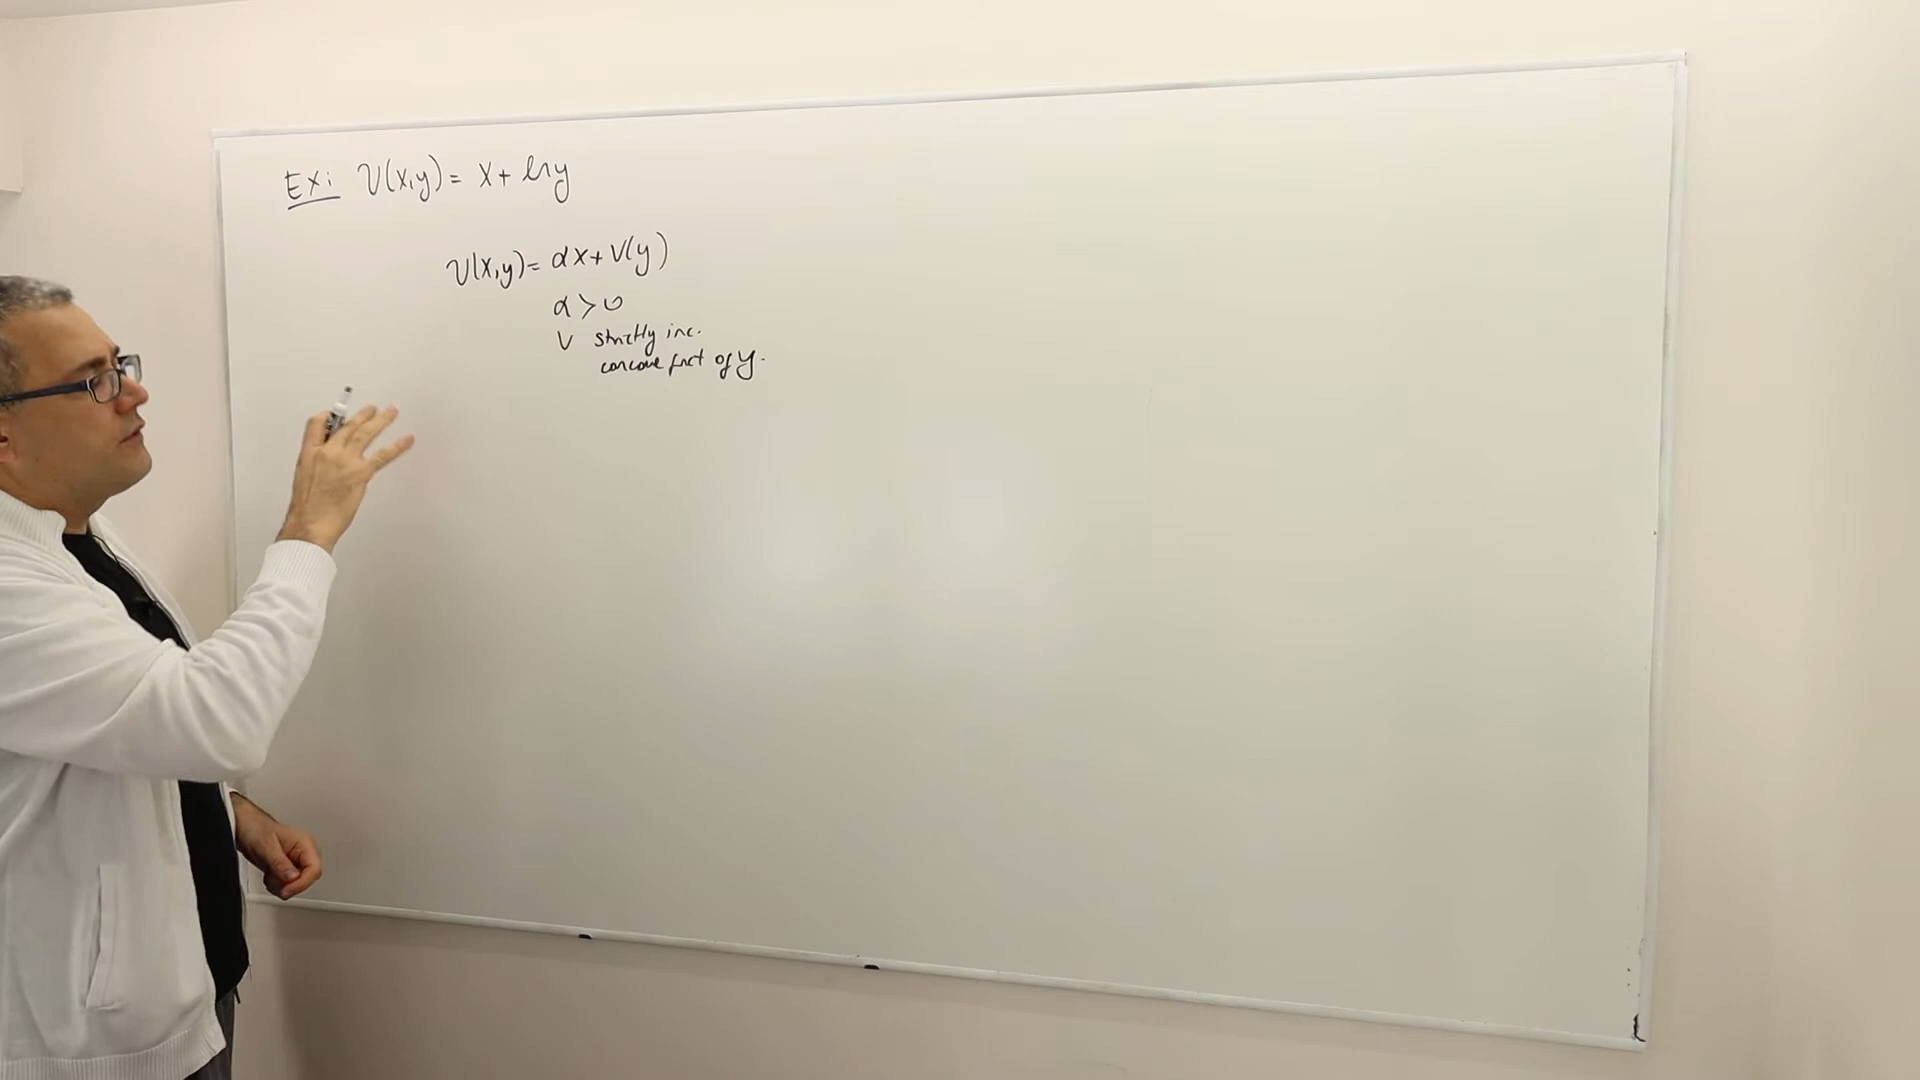 Ex: U(x,y) = x + ln y
U(x,y) = αx + V(y)
α > 0
V strictly inc.
concave fnct of y.